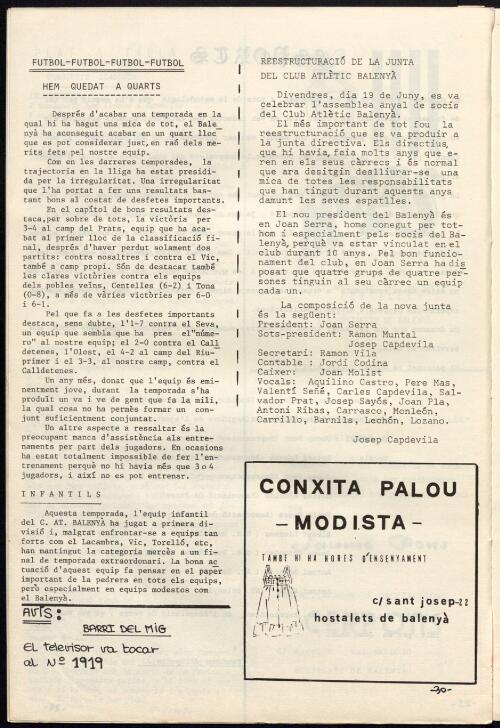 FUTBOL-FUTBOL-FUTBOL-FUTBOL
HEM QUEDAT A QUARTS
Després d'acabar una temporada en la
qual hi ha hagut una mica de tot, el Bale
nyà ha aconseguit acabar en un quart lloc
que es pot considerar just, en raó dels me-
rits fets pel nostre equip.
Com en les darreres temporades, la
trajectoria en la lliga ha estat presidi-
da per la irregularitat. Una irregularitat
que l'ha portat a fer uns resultats bas-
tant bons al costat de desfetes importants.
En el capítol de bons resultats des-
taca, per sobre de tots, la victòria per
3-4 al camp del Prats, equip que ha aca-
bat al primer lloc de la classificació fi-
nal, després d'haver perdut solament dos
partits: contra nosaltres i contra el Vic,
també a camp propi. Són de destacar també
les clares victòries contra els equips
dels pobles veïns, Centelles (6-2) i Tona
(0-8), a més de vàries victòries per 6-0
i 6-1.
Pel que fa a les desfetes importants
destaca, sens dubte, l'1-7 contra el Seva,
un equip que sembla que ha pres el"núme-
ro" al nostre equip; el 2-0 contra el Call
detenes, l'Olost, el 4-2 al camp del Riu-
primer i el 3-3, al nostre camp, contra el
Calldetenes.
Un any més, donat que l'equip és emi-
nentment jove, durant la temporada s'ha
produït un va i ve de gent que fa la mili,
la qual cosa no ha permès formar un con-
junt suficientment conjuntat.
Un altre aspecte a ressaltar és la
preocupant manca d'assistència als entre-
naments per part dels jugadors. En ocasions
ha estat totalment impossible de fer l'en-
trenament perquè no hi havia més que 3 o 4
jugadors, i així no es pot entrenar.
INFANTILS
Aquesta temporada, l'equip infantil
del C. AT. BALENYÀ ha jugat a primera di-
visió i, malgrat enfrontar-se a equips tan
forts com el Lacambra, Vic, Torelló, etc,
han mantingut la categoria mercès a un fi-
nal de temporada extraordinari. La bona ac
tuació d'aquest equip fa pensar en el paper
important de la pedrera en tots els equips,
però especialment en equips modestos com
el Balenyà.
AVÍS:
BARRI DEL MIG
EL televisor va tocar
al Nº 1919
REESTRUCTURACIÓ DE LA JUNTA
DEL CLUB ATLÈTIC BALENYÀ
Divendres, dia 19 de Juny, es va
celebrar l'assemblea anyal de socis
del Club Atlètic Balenyà.
El més important de tot fou la
reestructuració que es va produir a
la junta directiva. Els directius,
que hi havia, feia molts anys que e-
ren en els seus càrrecs i és normal
que ara desitgin deslliurar-se una
mica de totes les responsabilitats
que han tingut durant aquests anys
damunt les seves espatlles.
El nou president del Balenyà és
en Joan Serra, home conegut per tot-
hom i especialment pels socis del Ba-
lenyà, perquè va estar vinculat en el
club durant 10 anys. Pel bon funcio-
nament del club, en Joan Serra ha dis
posat que quatre grups de quatre per-
sones tinguin al seu càrrec un equip
cada un.
La composició de la nova junta
és la següent:
President: Joan Serra
Sots-president: Ramon Muntal
Josep Capdevila
Secretari: Ramon Vila
Contable : Jordi Codina
Caixer: Joan Molist
Vocals: Aquilino Castro, Pere Mas,
Valentí Señé, Carles Capdevila, Sal-
vador Prat, Josep Sayós, Joan Pla,
Antoni Ribas, Carrasco, Monleón,
Carrillo, Barnils, Lechón, Lozano.
Josep Capdevila
CONXITA PALOU
- MODISTA -
TAMBÉ HI HA HORES D'ENSENYAMENT
c/sant josep-22
hostalets de balenyà
-30-